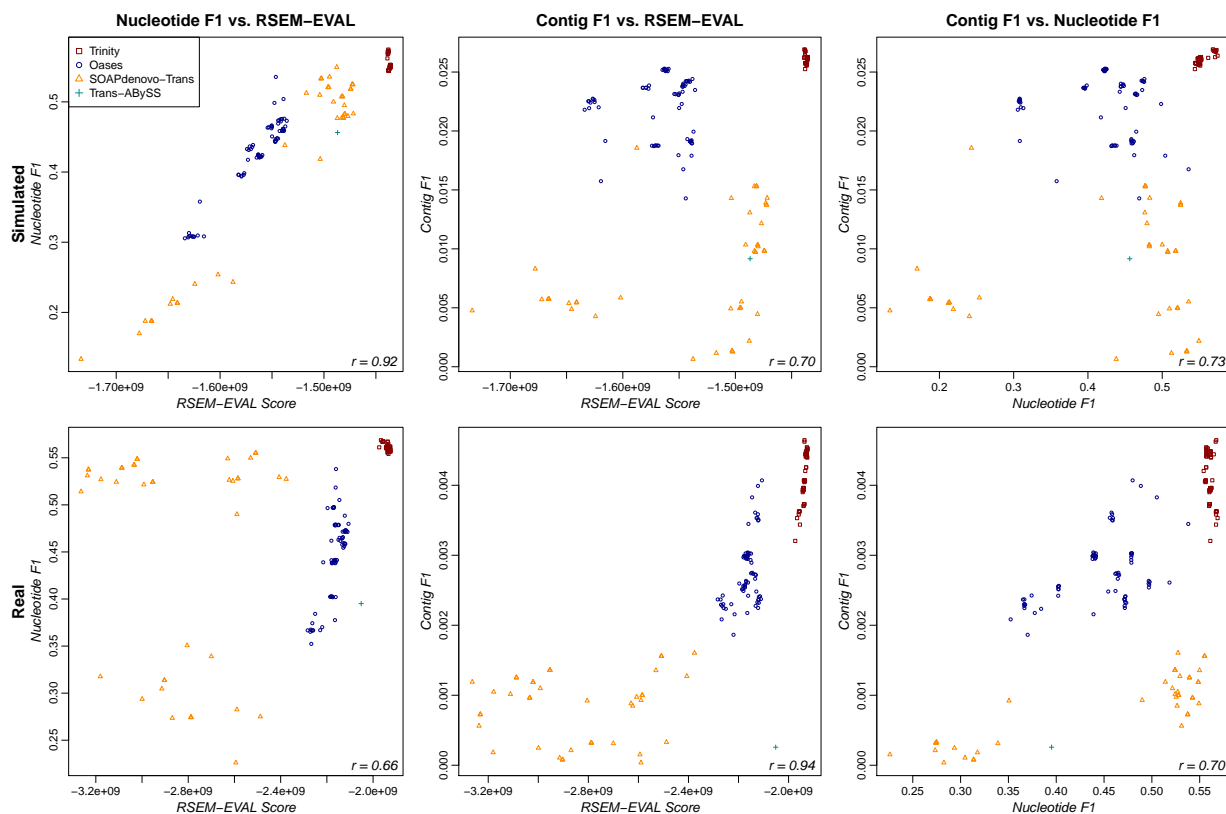 Nucleotide F1 vs. RSEM−EVAL
Contig F1 vs. RSEM−EVAL
Contig F1 vs. Nucleotide F1
Simulated
Nucleotide F1
0.2 0.3 0.4 0.5
Trinity
Oases
SOAPdenovo−Trans
Trans−ABySS
r = 0.92
−1.70e+09 −1.60e+09 −1.50e+09
RSEM−EVAL Score
Contig F1
0.000 0.005 0.010 0.015 0.020 0.025
r = 0.70
−1.70e+09 −1.60e+09 −1.50e+09
RSEM−EVAL Score
Contig F1
0.000 0.005 0.010 0.015 0.020 0.025
r = 0.73
0.2 0.3 0.4 0.5
Nucleotide F1
Real
Nucleotide F1
0.25 0.30 0.35 0.40 0.45 0.50 0.55
r = 0.66
−3.2e+09 −2.8e+09 −2.4e+09 −2.0e+09
RSEM−EVAL Score
Contig F1
0.000 0.001 0.002 0.003 0.004
r = 0.94
−3.2e+09 −2.8e+09 −2.4e+09 −2.0e+09
RSEM−EVAL Score
Contig F1
0.000 0.001 0.002 0.003 0.004
r = 0.70
0.25 0.30 0.35 0.40 0.45 0.50 0.55
Nucleotide F1